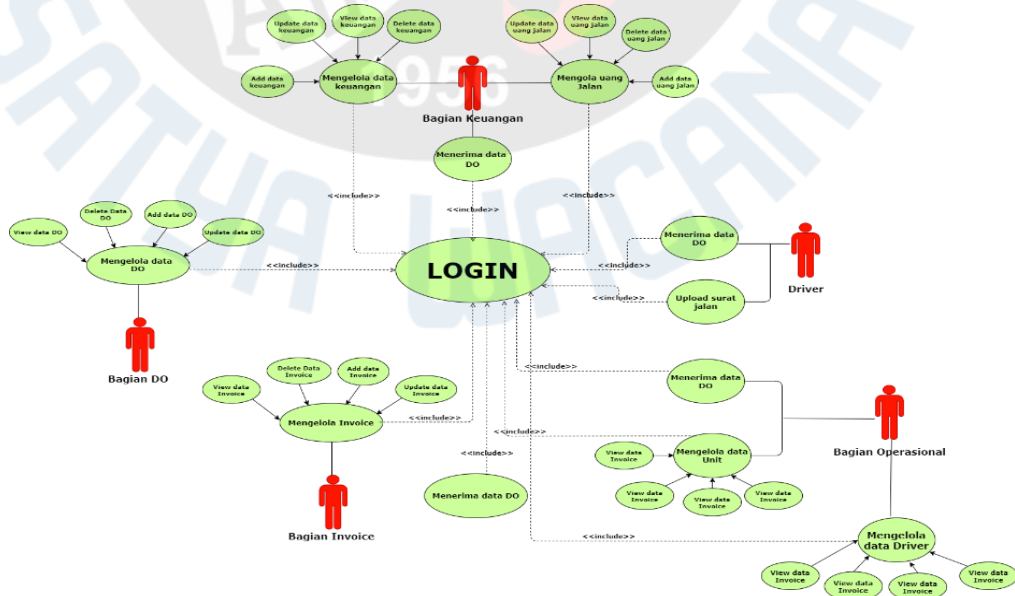 Update data
keuangan
View data
keuangan
Delete data
keuangan
Add data
keuangan
Mengelola data
keuangan
Bagian Keuangan
Update data
uang jalan
View data
uang jalan
Delete data
uang jalan
Add data
uang jalan
Mengola uang
Jalan
1956
Menerima data
DO
<<include>>
<<include>>
<<include>>
SATYA WACANA
View data DO
Delete Data
DO
Add data DO
Update data DO
Mengelola data
DO
<<include>>
Bagian DO
LOGIN
Menerima data
DO
<<include>>
Upload surat
jalan
<<include>>
Driver
View data
Invoice
Delete Data
Invoice
Add data
Invoice
Update data
Invoice
Mengelola Invoice
<<include>>
Bagian Invoice
<<include>>
Menerima data DO
<<include>>
Menerima data
DO
<<include>>
Mengelola data
Unit
View data
Invoice
View data
Invoice
View data
Invoice
View data
Invoice
Bagian Operasional
<<include>>
Mengelola
data Driver
View data
Invoice
View data
Invoice
View data
Invoice
View data
Invoice